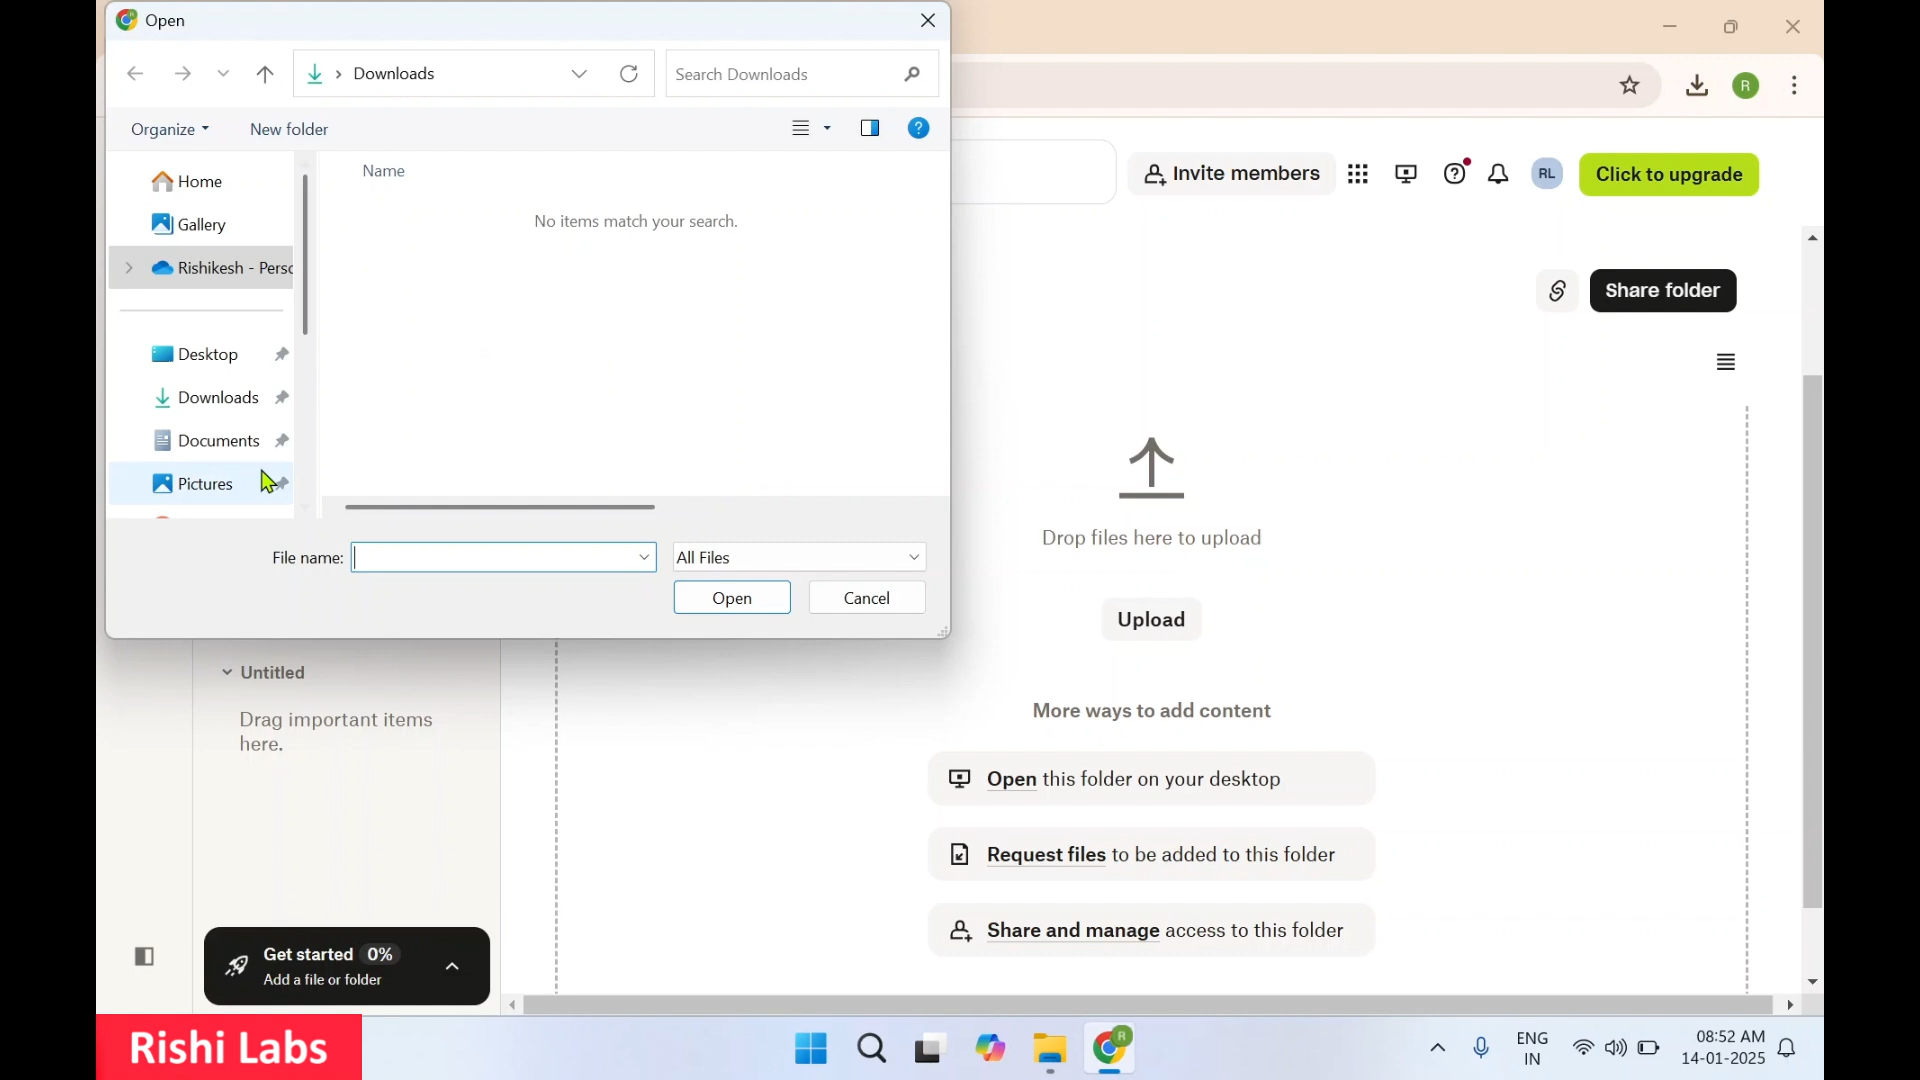 Open
Downloads
Search Downloads
Organize
New folder
Home
Gallery
Rishikesh - Perso
Desktop
Downloads
Documents
Pictures
Name
No items match your search.
File name:
All Files
Open
Cancel
R
Invite members
RL
Click to upgrade
Share folder
Drop files here to upload
Upload
More ways to add content
Open this folder on your desktop
Request files to be added to this folder
Share and manage access to this folder
Untitled
Drag important items
here.
Get started 0%
Add a file or folder
Rishi Labs
R
ENG
IN
08:52 AM
14-01-2025